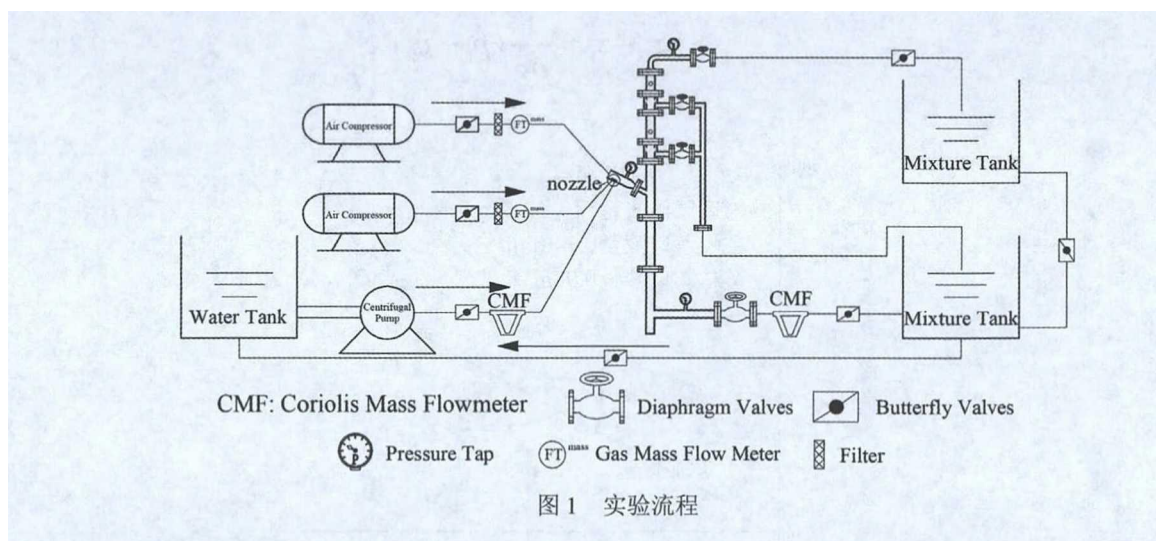 Air Compressor
FT mass
nozzle
Air Compressor
FT mass
Mixture Tank
Water Tank
Centrifugal
Pump
CMF
CMF
Mixture Tank
CMF: Coriolis Mass Flowmeter
Diaphragm Valves
Butterfly Valves
P
Pressure Tap
FT mass
Gas Mass Flow Meter
Filter
图 1 实验流程